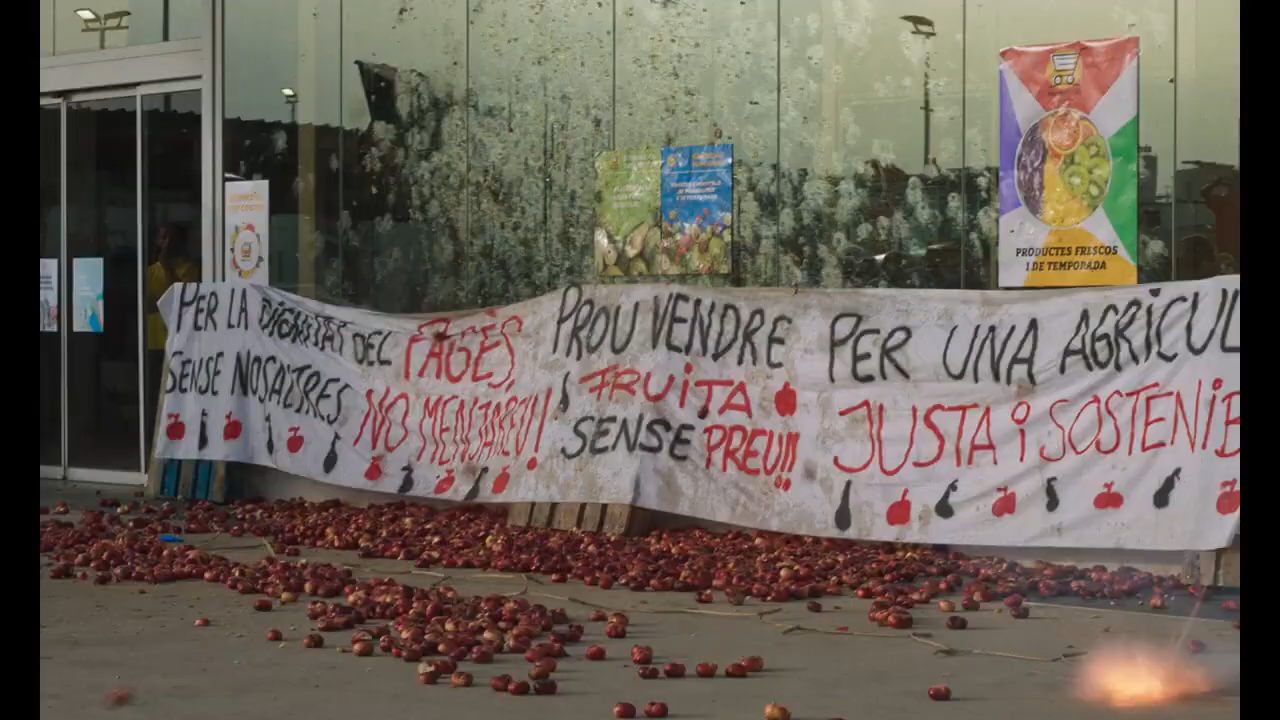 PER LA DIGNITAT DEL FAGÈS,
SENSE NOSALTRES NO MENJAREU!
PROU VENDRE
FRUITA
SENSE PREU!!
PER UNA AGRICUL
JUSTA i SOSTENIB
PRODUCTES FRESCOS
I DE TEMPORADA